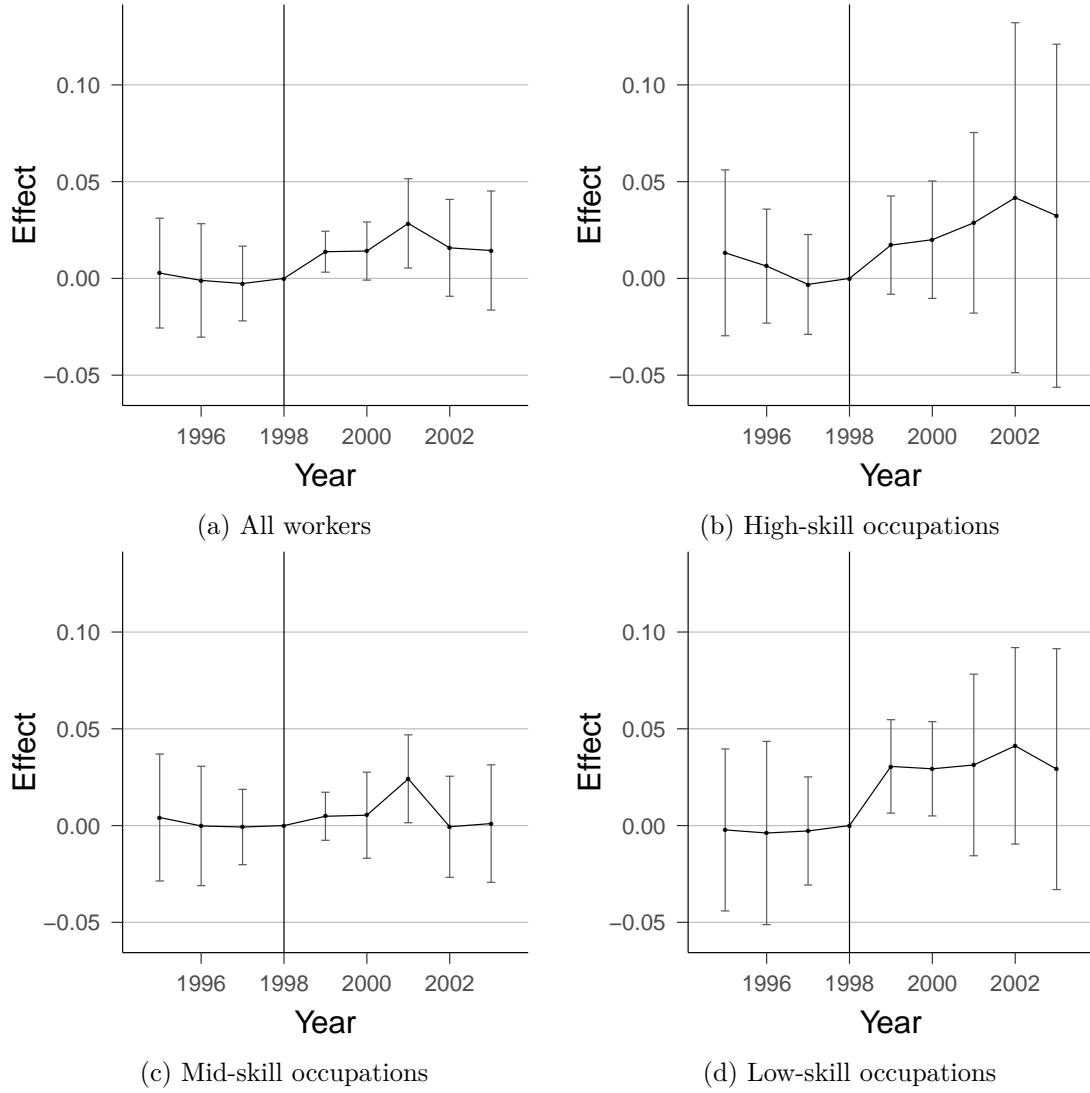 0.10
0.05
0.00
−0.05
Effect
1996 1998 2000 2002
Year
(a) All workers
0.10
0.05
0.00
−0.05
Effect
1996 1998 2000 2002
Year
(b) High-skill occupations
0.10
0.05
0.00
−0.05
Effect
1996 1998 2000 2002
Year
(c) Mid-skill occupations
0.10
0.05
0.00
−0.05
Effect
1996 1998 2000 2002
Year
(d) Low-skill occupations